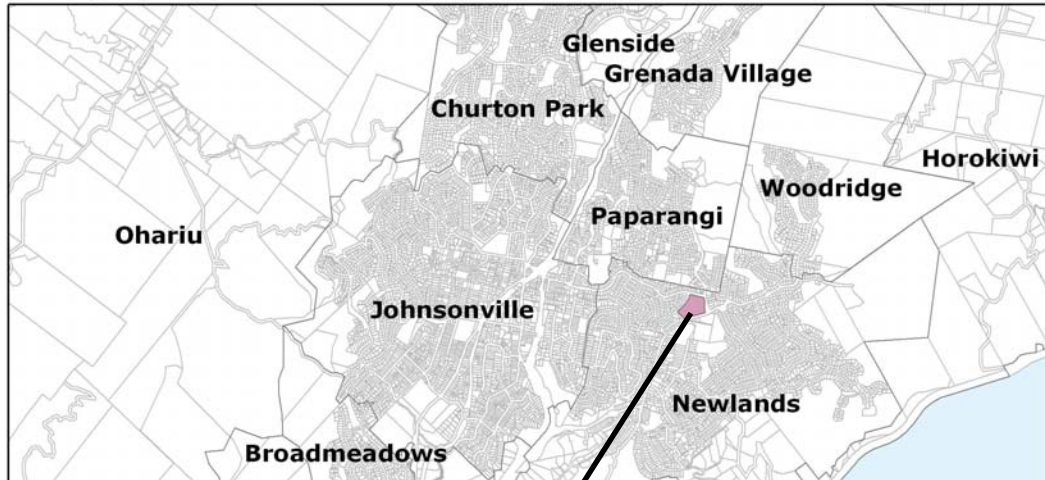 Glenside
Grenada Village
Churton Park
Horokiwi
Woodridge
Paparangi
Ohariu
Johnsonville
Newlands
Broadmeadows